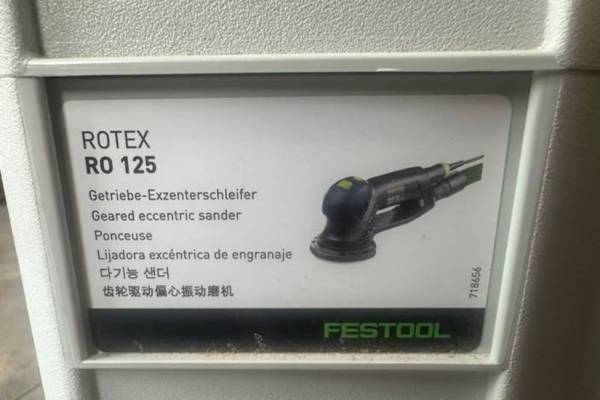 ROTEX
RO 125
Getriebe-Exzenterschleifer
Geared eccentric sander
Ponceuse
Lijadora excéntrica de engranaje
다기능 샌더
齿轮驱动偏心振动磨机
718656
FESTOOL